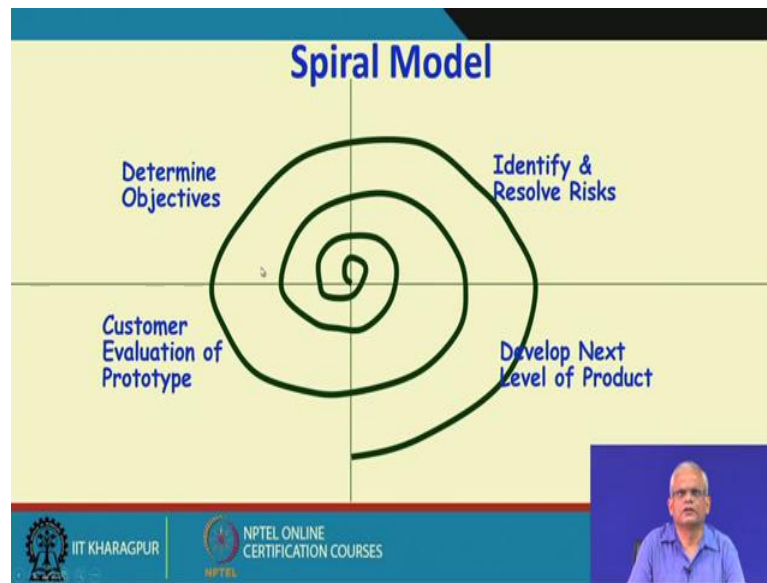 Spiral Model
Determine
Objectives
Identify &
Resolve Risks
Customer
Evaluation of
Prototype
Develop Next
Level of Product
IIT KHARAGPUR
NPTEL
NPTEL ONLINE
CERTIFICATION COURSES